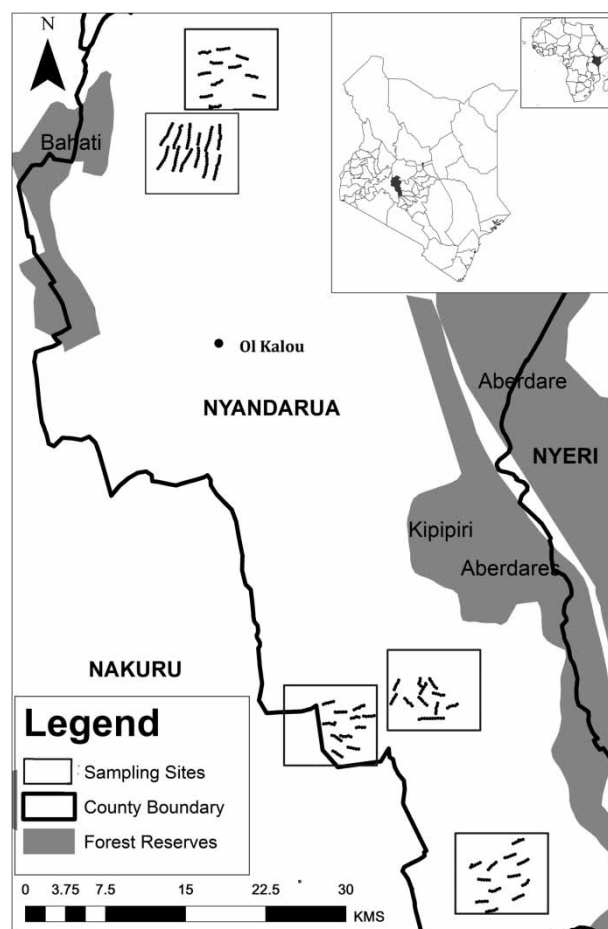 N
Bahati
Ol Kalou
NYANDARUA
Aberdare
NYERI
Kipipiri
Aberdares
NAKURU
Legend
Sampling Sites
County Boundary
Forest Reserves
0 3.75 7.5 15 22.5 30
KMS